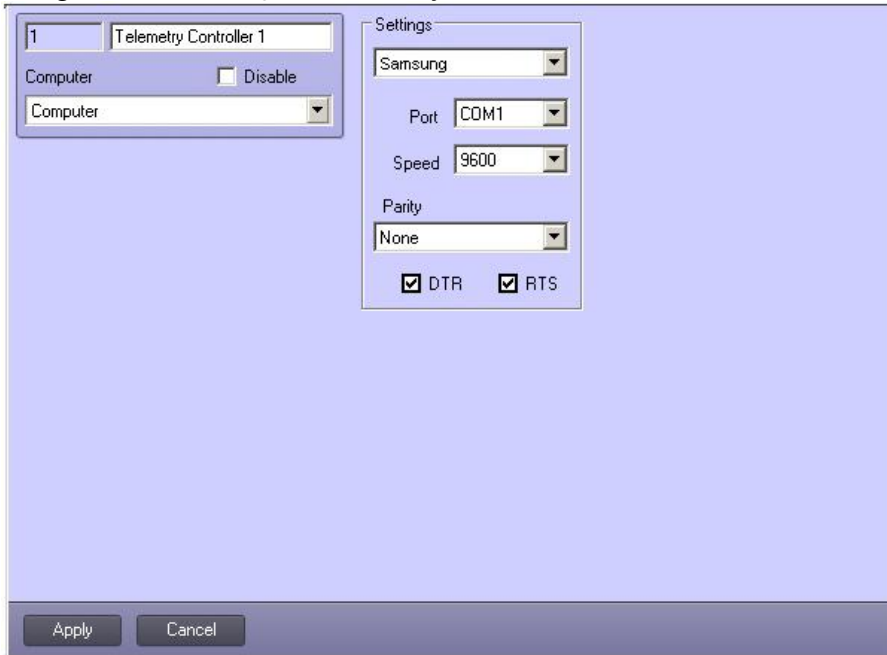 1
Telemetry Controller 1
Computer
Disable
Computer
Settings
Samsung
Port
COM1
Speed
9600
Parity
None
DTR
RTS
Apply
Cancel